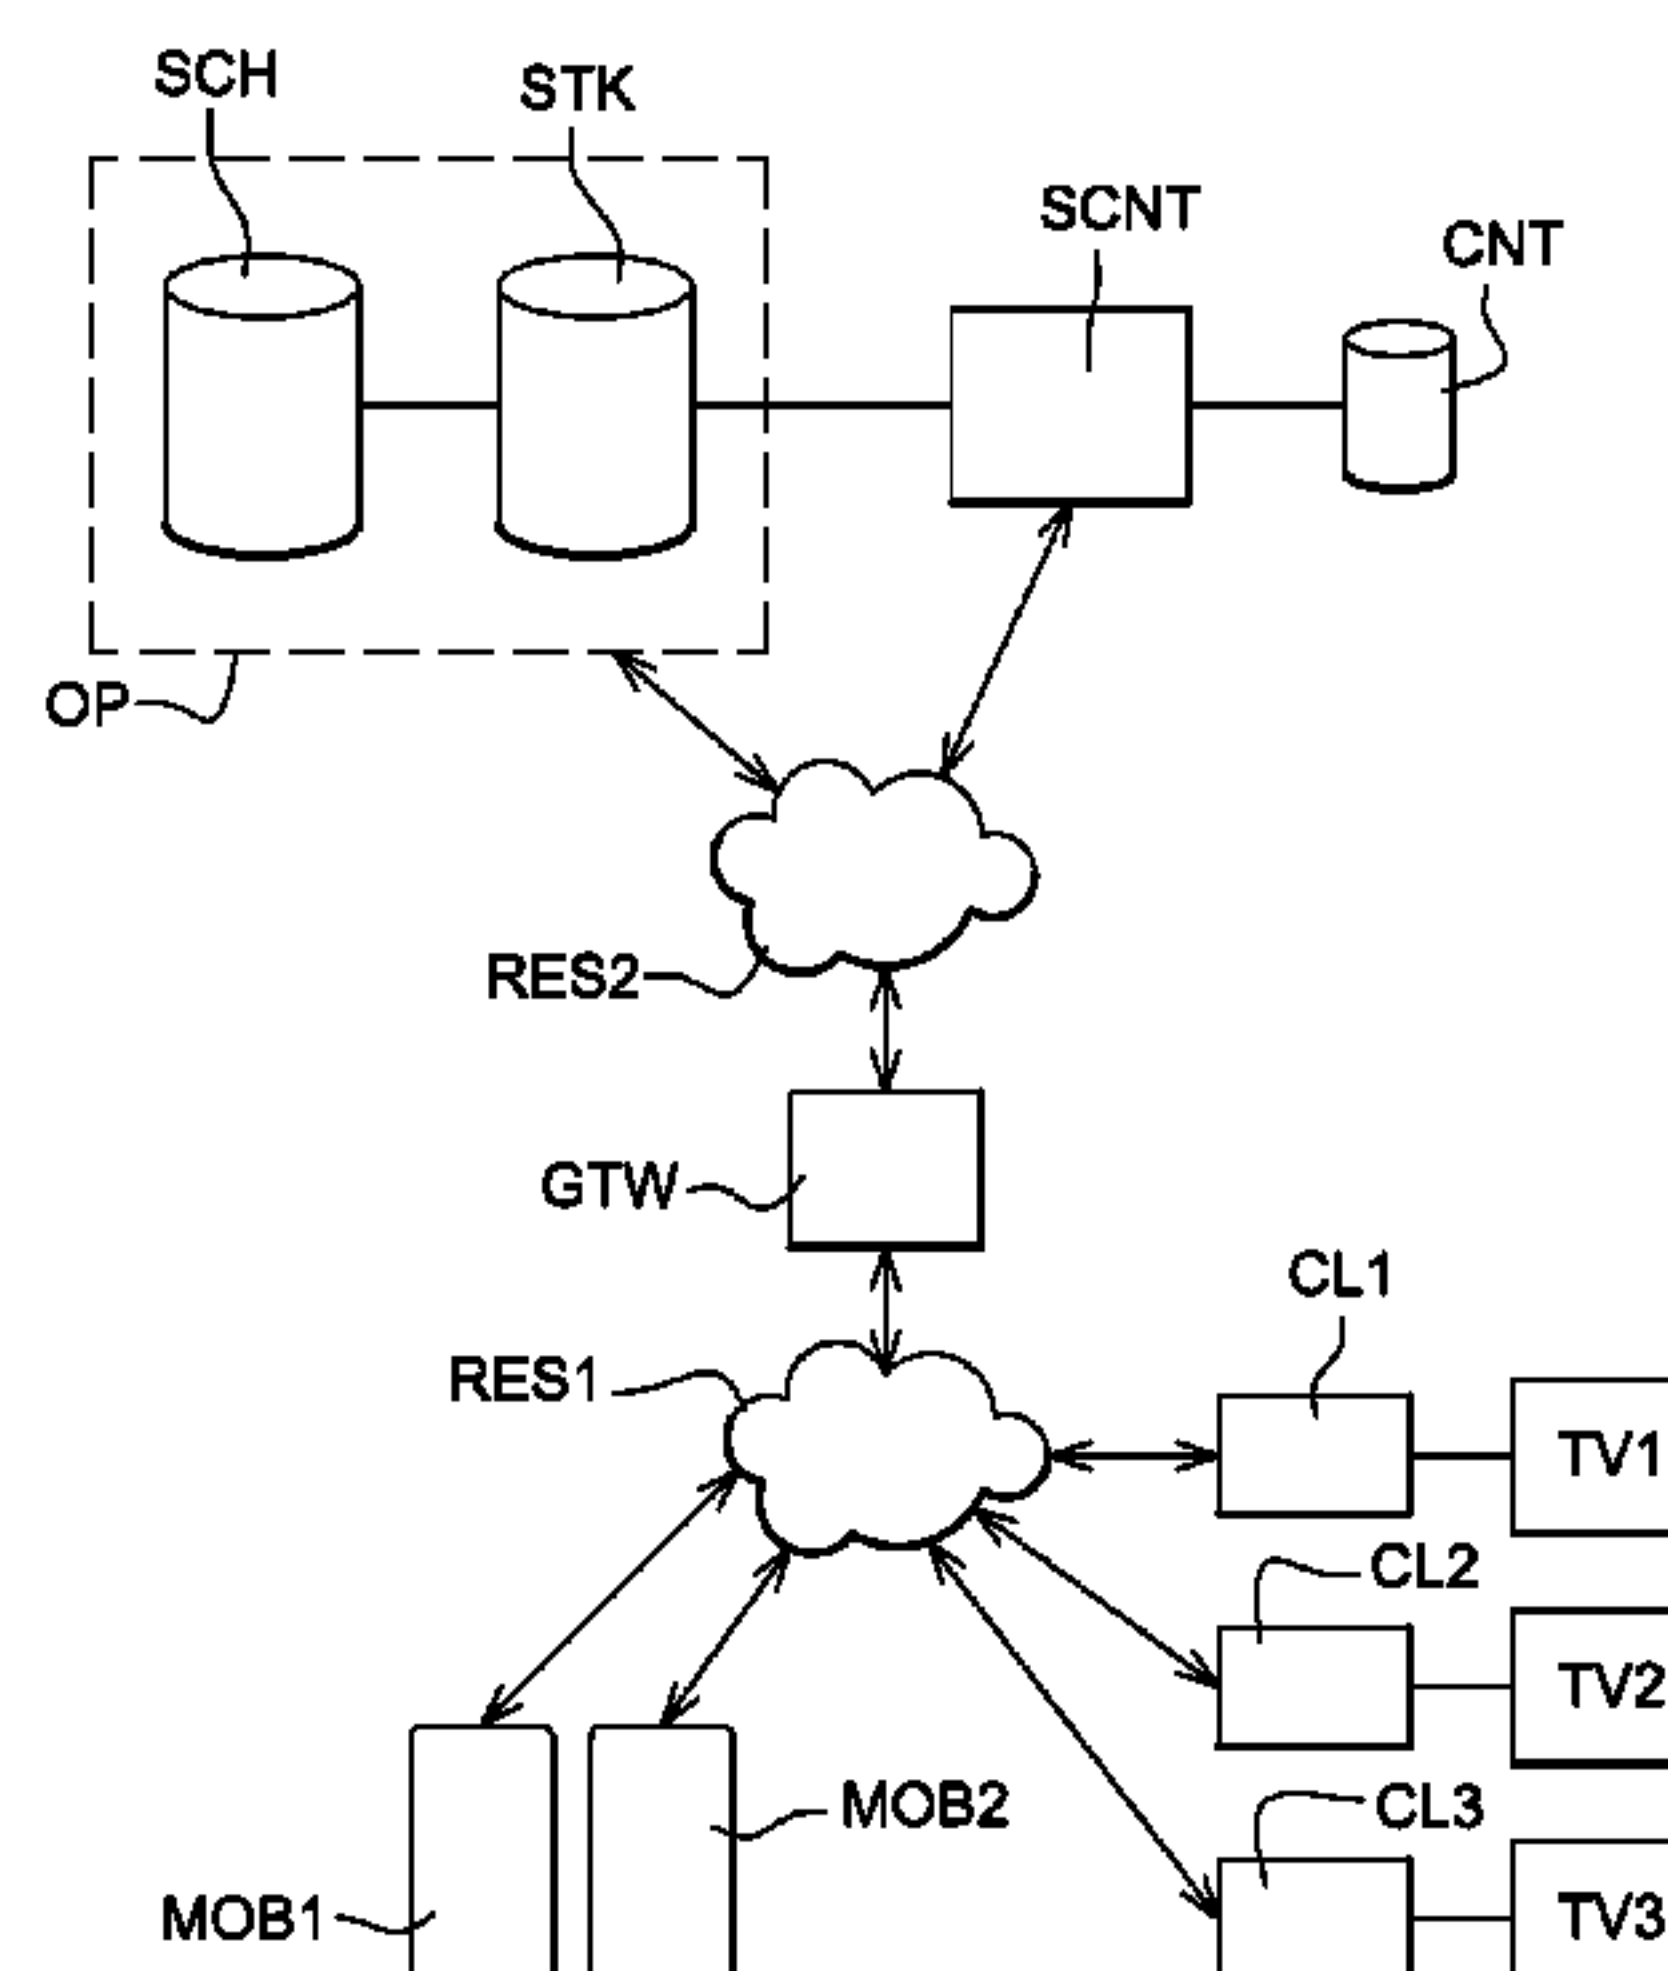 SCH
STK
SCNT
CNT
OP
RES2
GTW
CL1
RES1
TV1
CL2
TV2
MOB2
CL3
MOB1
TV3